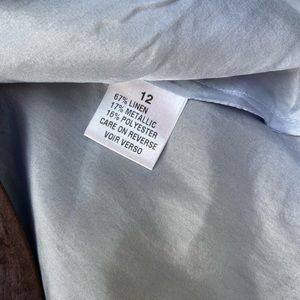 12
67% LINEN
17% METALLIC
16% POLYESTER
CARE ON REVERSE
VOIR VERSO